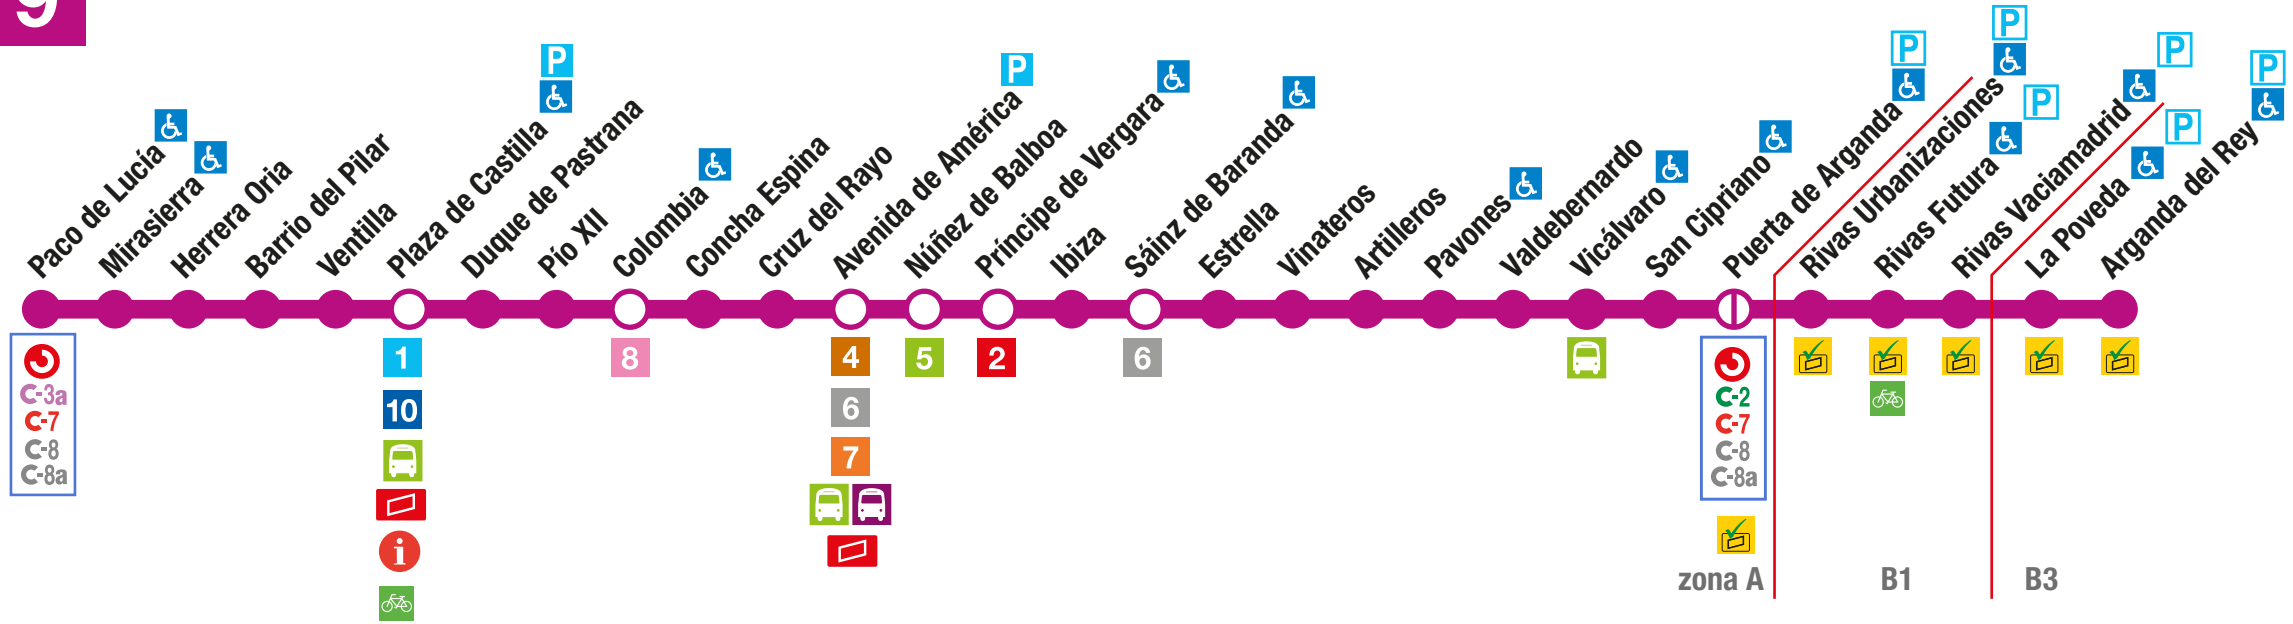 9
Paco de Lucía
Mirasierra
Herrera Oria
Barrio del Pilar
Ventilla
Plaza de Castilla
P
Duque de Pastrana
Pío XII
Colombia
Concha Espina
Cruz del Rayo
Avenida de América
P
Núñez de Balboa
Príncipe de Vergara
Ibiza
Sáinz de Baranda
Estrella
Vinateros
Artilleros
Pavones
Valdebernardo
Vicálvaro
San Cipriano
Puerta de Arganda
P
Rivas Urbanizaciones
P
Rivas Futura
P
Rivas Vaciamadrid
P
La Poveda
P
Arganda del Rey
P
C-3a
C-7
C-8
C-8a
1
10
i
8
4
6
7
5
2
6
C-2
C-7
C-8
C-8a
zona A
B1
B3